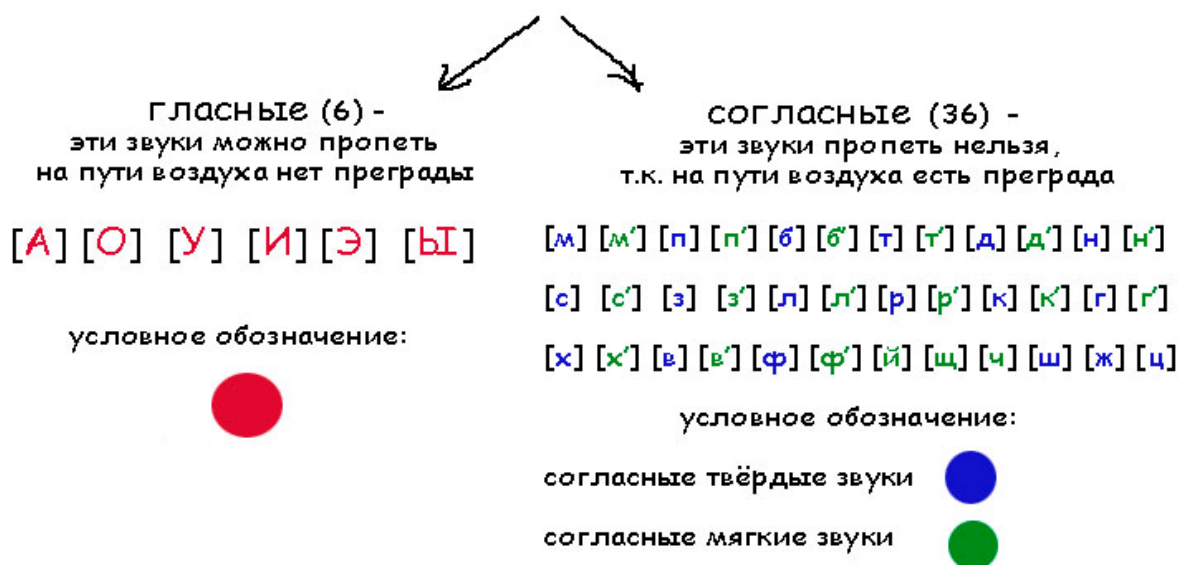 гласные (6) -
эти звуки можно пропеть
на пути воздуха нет преграды
[А] [О] [У] [И] [Э] [Ы]
условное обозначение:
согласные (36) -
эти звуки пропеть нельзя,
т.к. на пути воздуха есть преграда
[м] [м'] [п] [п'] [б] [б'] [т] [т'] [д] [д'] [н] [н']
[с] [с'] [з] [з'] [л] [л'] [р] [р'] [к] [к'] [г] [г']
[х] [х'] [в] [в'] [ф] [ф'] [й] [щ] [ч] [ш] [ж] [ц]
условное обозначение:
согласные твёрдые звуки
согласные мягкие звуки